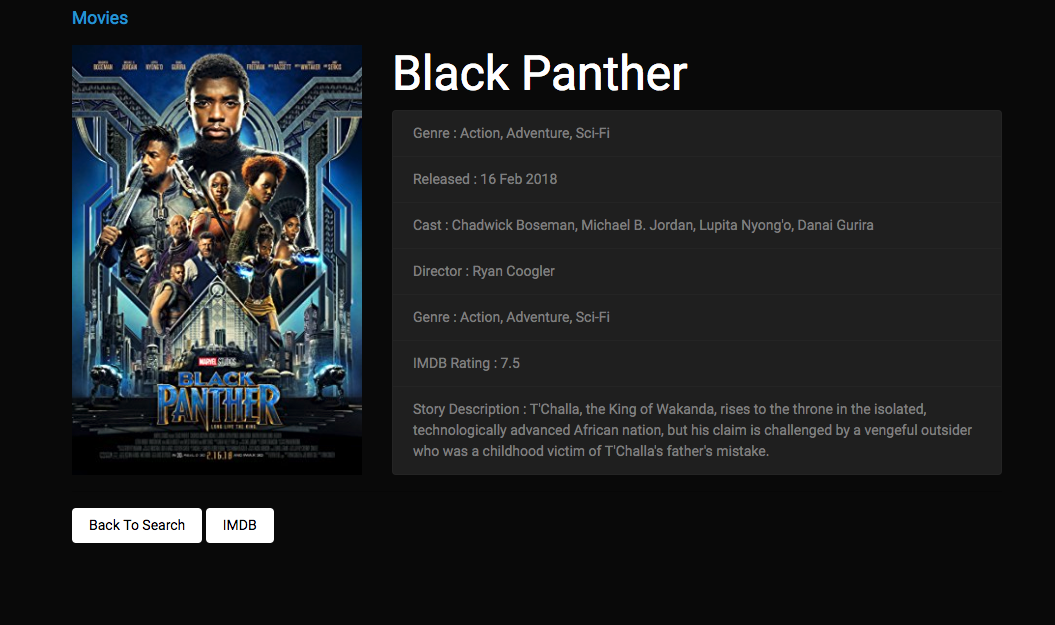 Movies
BOSEMAN JORDAN NYONG'O GURIRA FREEMAN BASSETT WHITAKER SERKIS
MARVEL STUDIOS
BLACK
PANTHER
LONG LIVE THE KING
2.16.18
Black Panther
Genre : Action, Adventure, Sci-Fi
Released : 16 Feb 2018
Cast : Chadwick Boseman, Michael B. Jordan, Lupita Nyong'o, Danai Gurira
Director : Ryan Coogler
Genre : Action, Adventure, Sci-Fi
IMDB Rating : 7.5
Story Description : T'Challa, the King of Wakanda, rises to the throne in the isolated,
technologically advanced African nation, but his claim is challenged by a vengeful outsider
who was a childhood victim of T'Challa's father's mistake.
Back To Search IMDB